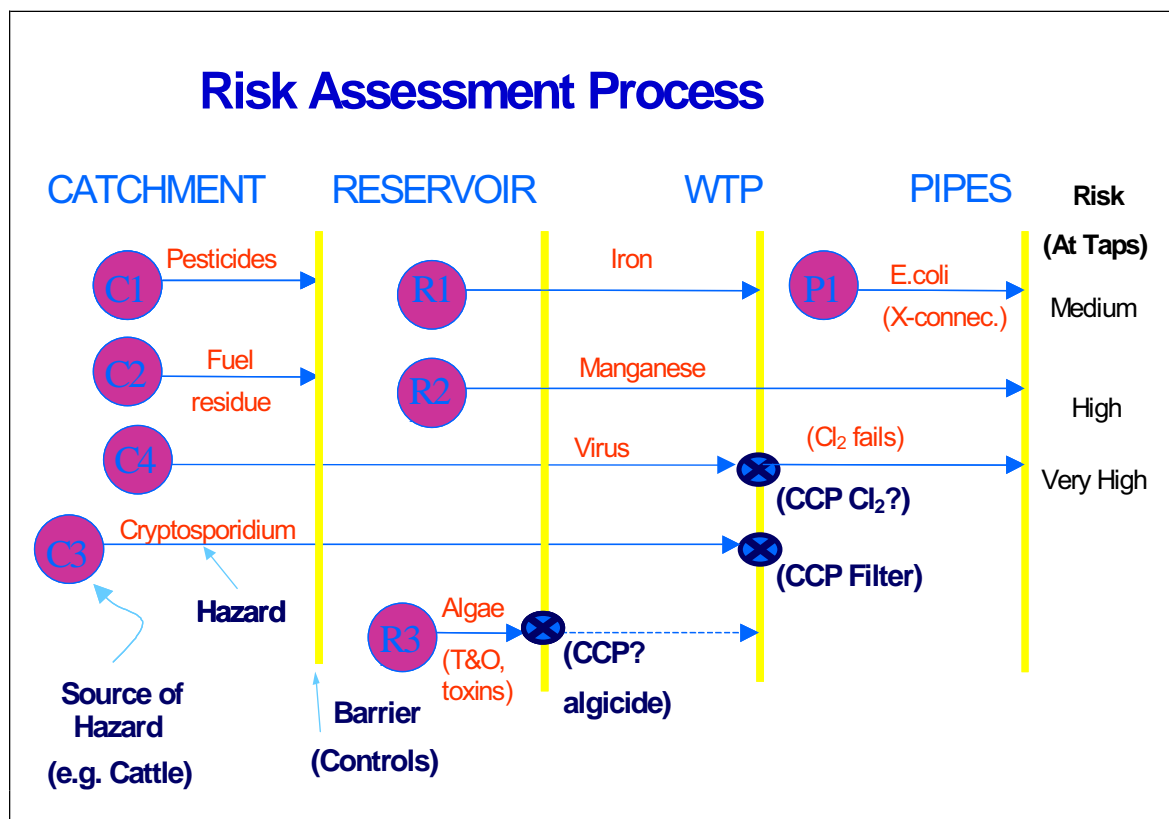 Risk Assessment Process
CATCHMENT
RESERVOIR
WTP
PIPES
Risk
(At Taps)
C1
Pesticides
R1
Iron
P1
E.coli
(X-connec.)
Medium
C2
Fuel
residue
R2
Manganese
High
C4
Virus
(Cl₂ fails)
(CCP Cl₂?)
Very High
C3
Cryptosporidium
(CCP Filter)
Hazard
R3
Algae
(T&O,
toxins)
(CCP?
algicide)
Source of
Hazard
(e.g. Cattle)
Barrier
(Controls)